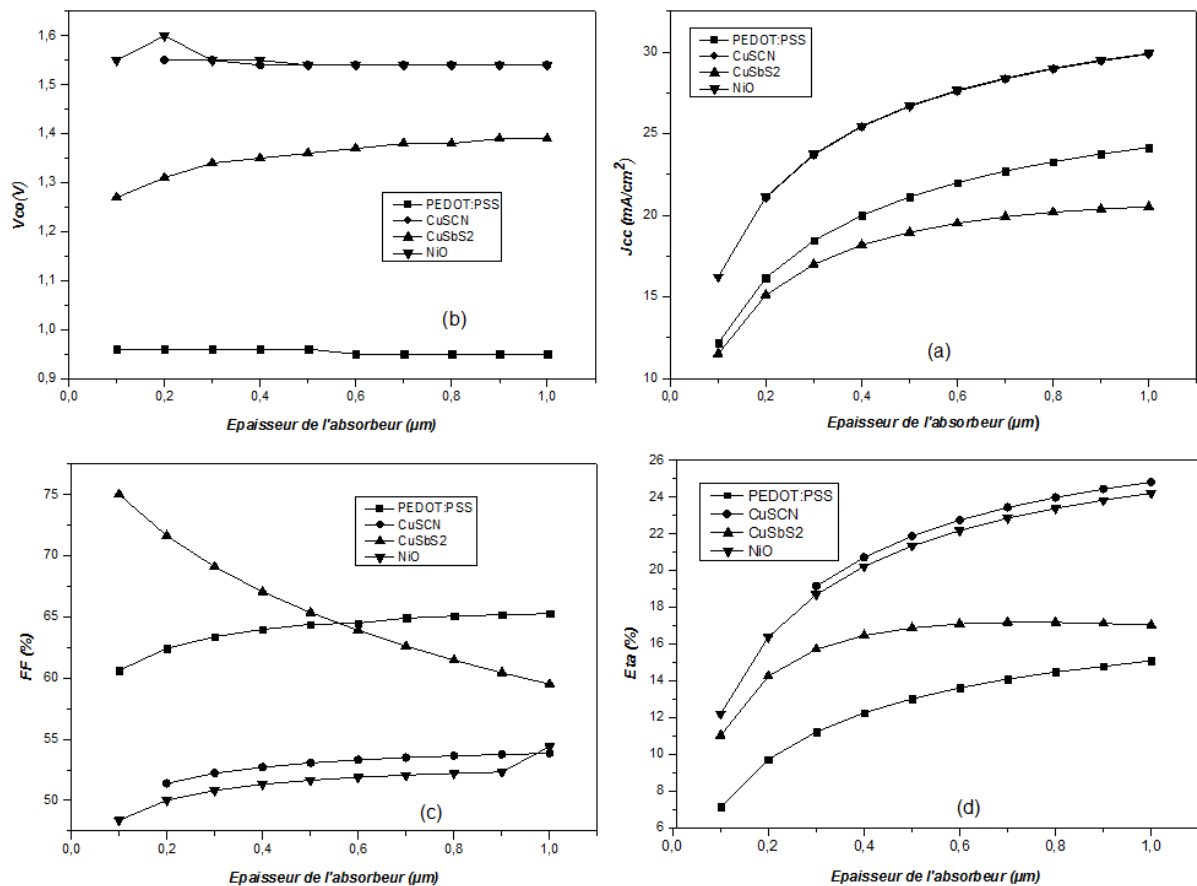 1,6
1,5
1,4
1,3
1,2
1,1
1,0
0,9
Vco(V)
PEDOT:PSS
CuSCN
CuSbS2
NiO
(b)
0,0 0,2 0,4 0,6 0,8 1,0
Epaisseur de l'absorbeur (µm)
30
25
20
15
10
Jcc (mA/cm²)
PEDOT:PSS
CuSCN
CuSbS2
NiO
(a)
0,0 0,2 0,4 0,6 0,8 1,0
Epaisseur de l'absorbeur (µm)
75
70
65
60
55
50
FF (%)
PEDOT:PSS
CuSCN
CuSbS2
NiO
(c)
0,0 0,2 0,4 0,6 0,8 1,0
Epaisseur de l'absorbeur (µm)
26
24
22
20
18
16
14
12
10
8
6
Eta (%)
PEDOT:PSS
CuSCN
CuSbS2
NiO
(d)
0,0 0,2 0,4 0,6 0,8 1,0
Epaisseur de l'absorbeur (µm)